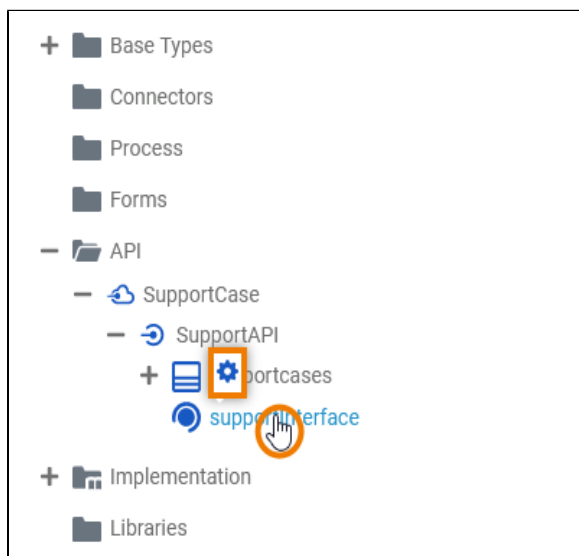 Base Types
Connectors
Process
Forms
API
SupportCase
SupportAPI
portcases
supportInterface
Implementation
Libraries